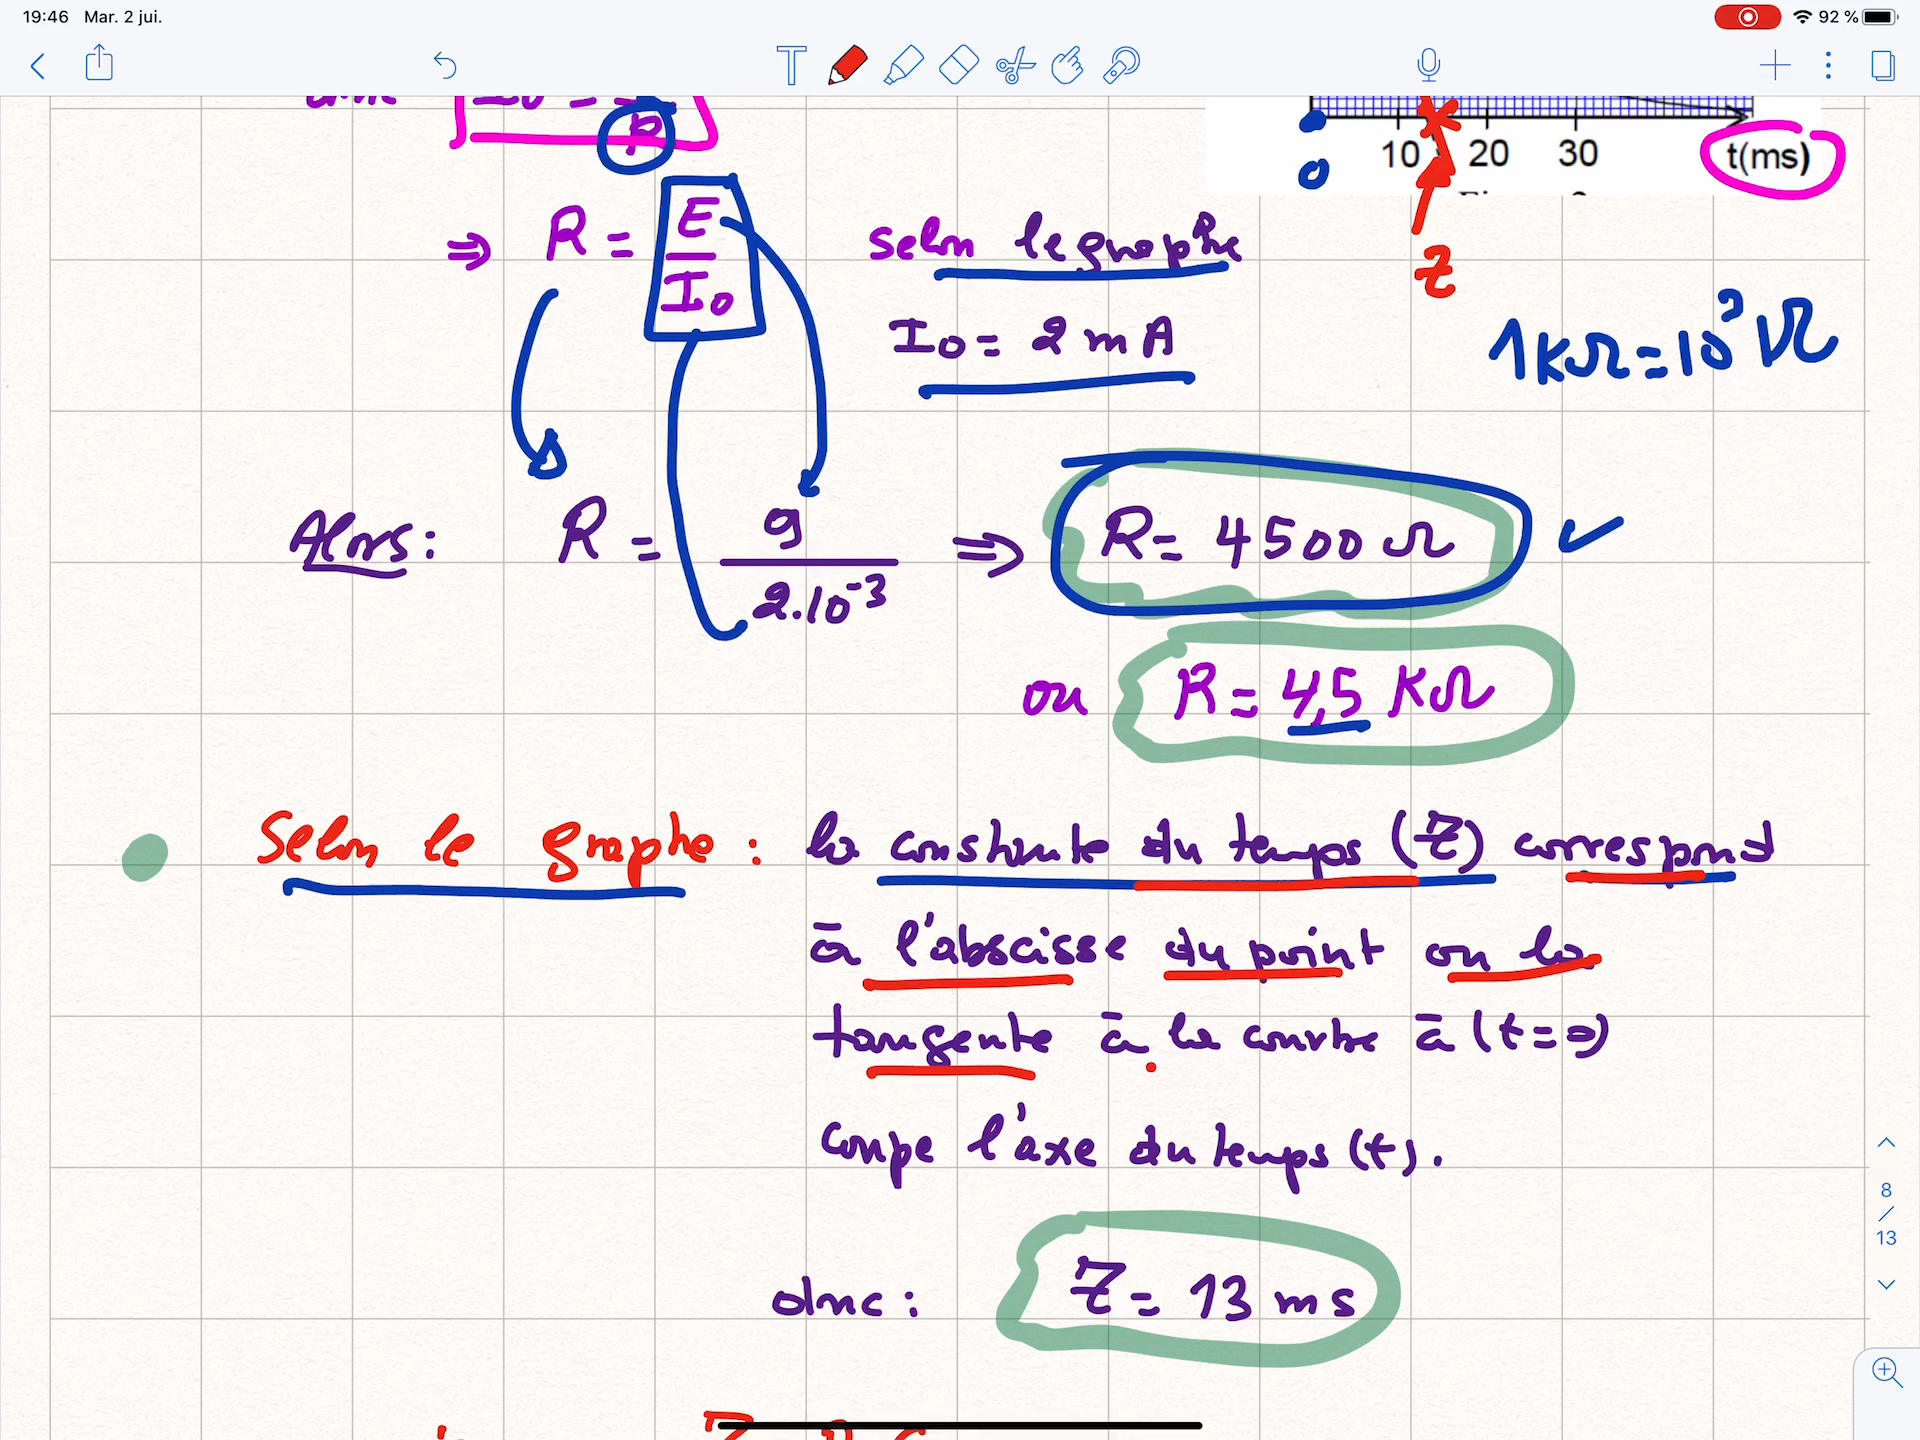 19:46 Mar. 2 jui. 92 %
10 20 30 t(ms)
0
τ
⇒ R = E / I0 selon le graphe
I0 = 2 mA
1KΩ = 10³ Ω
Alors : R = 9 / 2.10⁻³ ⇒ R = 4500 Ω
ou R = 4,5 KΩ
Selon le graphe : la constante du temps (τ) correspond
à l'abscisse du point ou la
tangente à la courbe à (t=0)
coupe l'axe du temps (t).
donc : τ = 13 ms
8
/
13